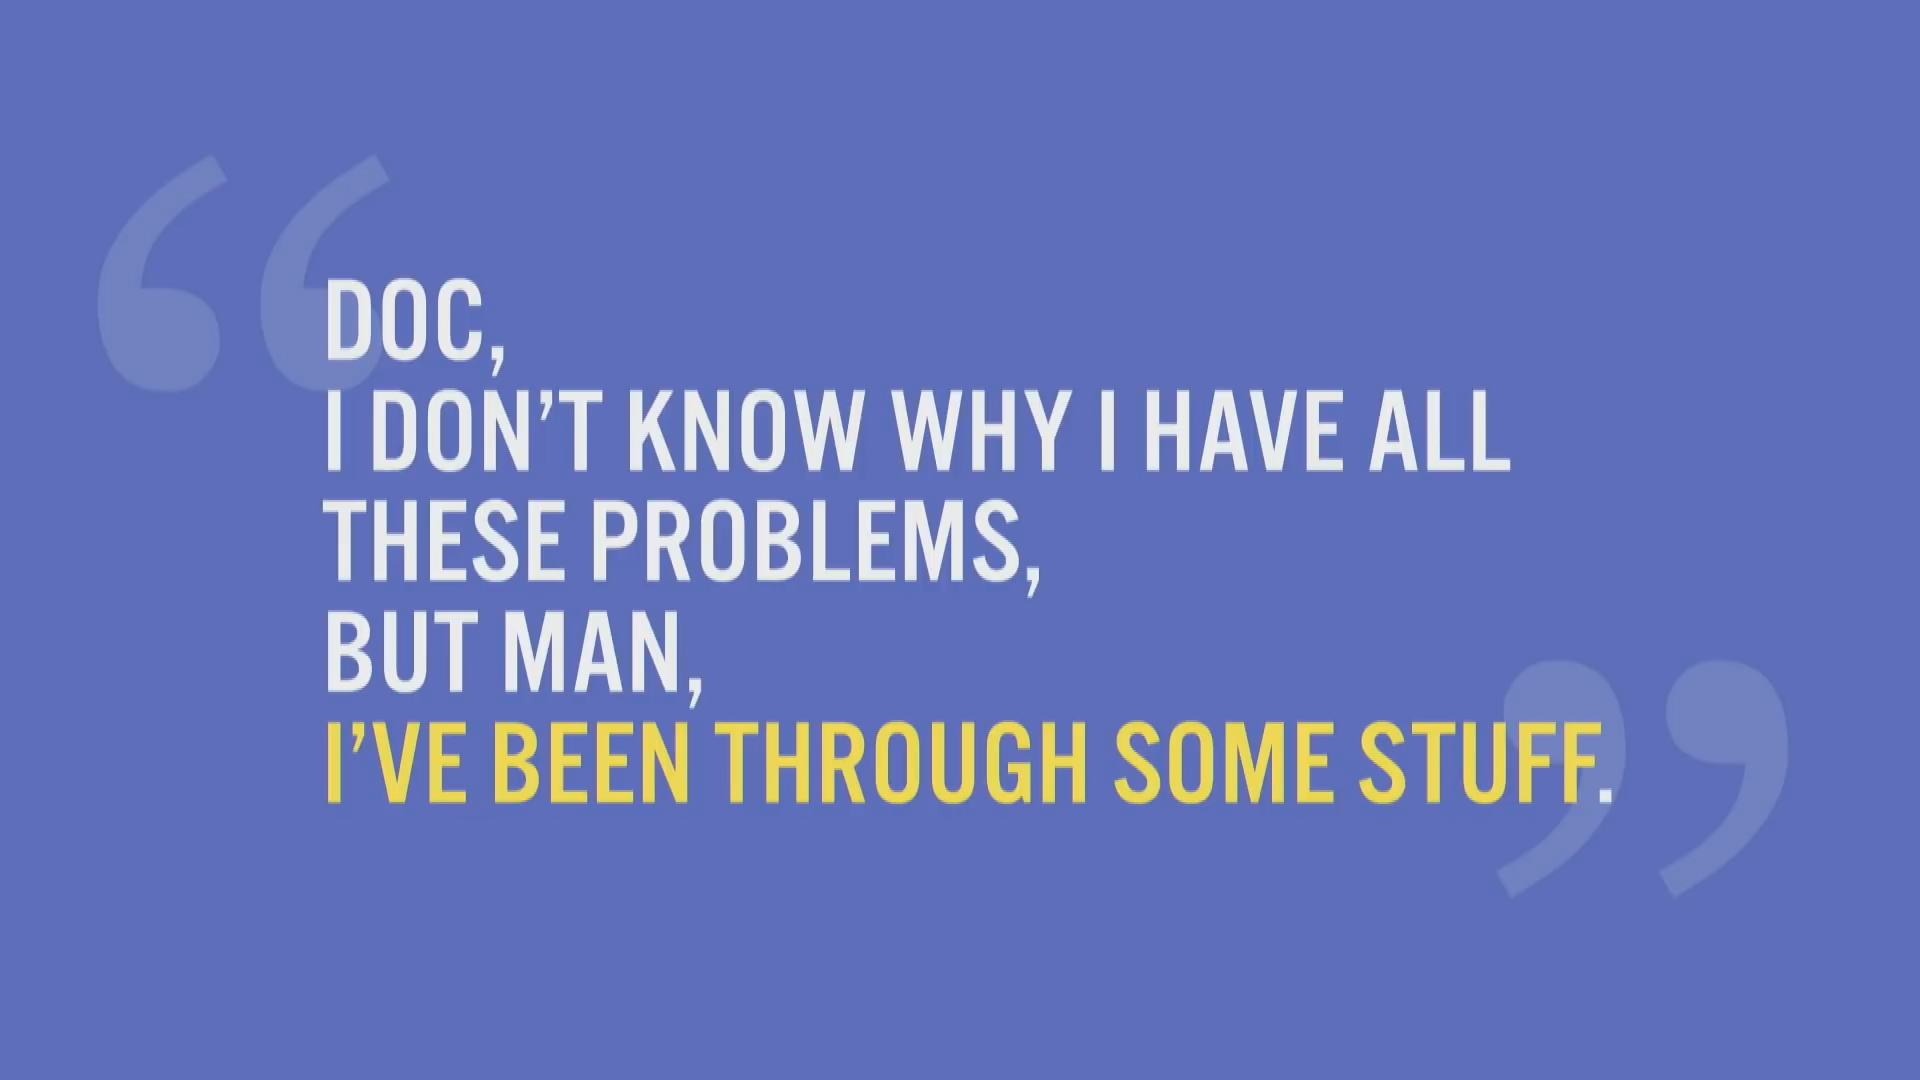 DOC,
I DON’T KNOW WHY I HAVE ALL
THESE PROBLEMS,
BUT MAN,
I’VE BEEN THROUGH SOME STUFF.